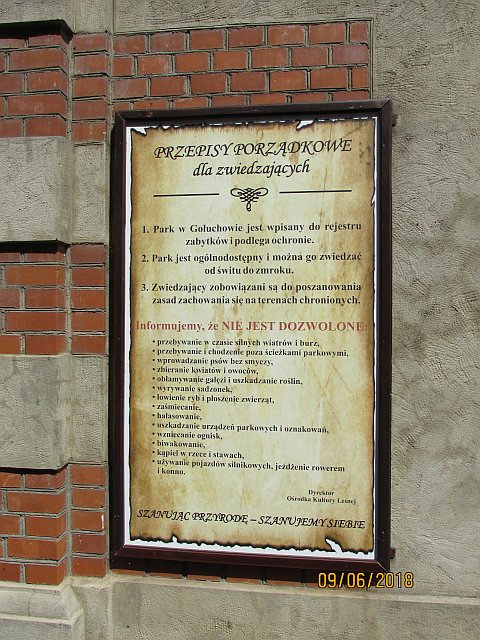 PRZEPISY PORZĄDKOWE
dla zwiedzających
1. Park w Gołuchowie jest wpisany do rejestru
zabytków i podlega ochronie.
2. Park jest ogólnodostępny i można go zwiedzać
od świtu do zmroku.
3. Zwiedzający zobowiązani są do poszanowania
zasad zachowania się na terenach chronionych.
Informujemy, że NIE JEST DOZWOLONE:
• przebywanie w czasie silnych wiatrów i burz,
• przebywanie i chodzenie poza ścieżkami parkowymi,
• wprowadzanie psów bez smyczy,
• zbieranie kwiatów i owoców,
• obłamywanie gałęzi i uszkadzanie roślin,
• wyrywanie sadzonek,
• łowienie ryb i płoszenie zwierząt,
• zaśmiecanie,
• hałasowanie,
• uszkadzanie urządzeń parkowych i oznakowań,
• wzniecanie ognisk,
• biwakowanie,
• kąpiel w rzece i stawach,
• używanie pojazdów silnikowych, jeżdżenie rowerem
i konno.
Dyrektor
Ośrodka Kultury Leśnej
SZANUJĄC PRZYRODĘ – SZANUJEMY SIEBIE
09/06/2018